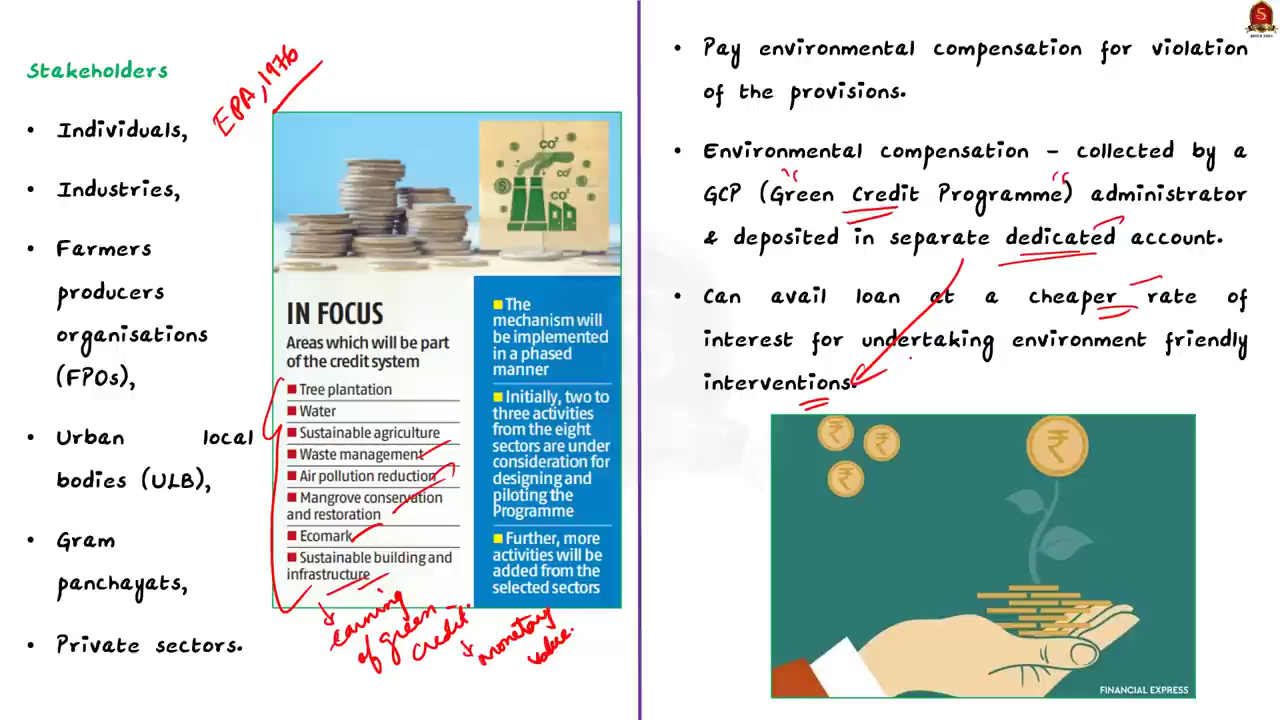 Stakeholders
EPA, 1976
• Individuals,
• Industries,
• Farmers
producers
organisations
(FPOs),
• Urban local
bodies (ULB),
• Gram
panchayats,
• Private sectors.
CO²
CO²
CO²
IN FOCUS
Areas which will be part
of the credit system
Tree plantation
Water
Sustainable agriculture
Waste management
Air pollution reduction
Mangrove conservation
and restoration
Ecomark
Sustainable building and
infrastructure
The
mechanism will
be implemented
in a phased
manner
Initially, two to
three activities
from the eight
sectors are under
consideration for
designing and
piloting the
Programme
Further, more
activities will be
added from the
selected sectors
earning
of green
credit.
monetary
value.
• Pay environmental compensation for violation
of the provisions.
• Environmental compensation – collected by a
GCP (Green Credit Programme) administrator
& deposited in separate dedicated account.
• Can avail loan at a cheaper rate of
interest for undertaking environment friendly
interventions.
₹
₹
₹
₹
FINANCIAL EXPRESS